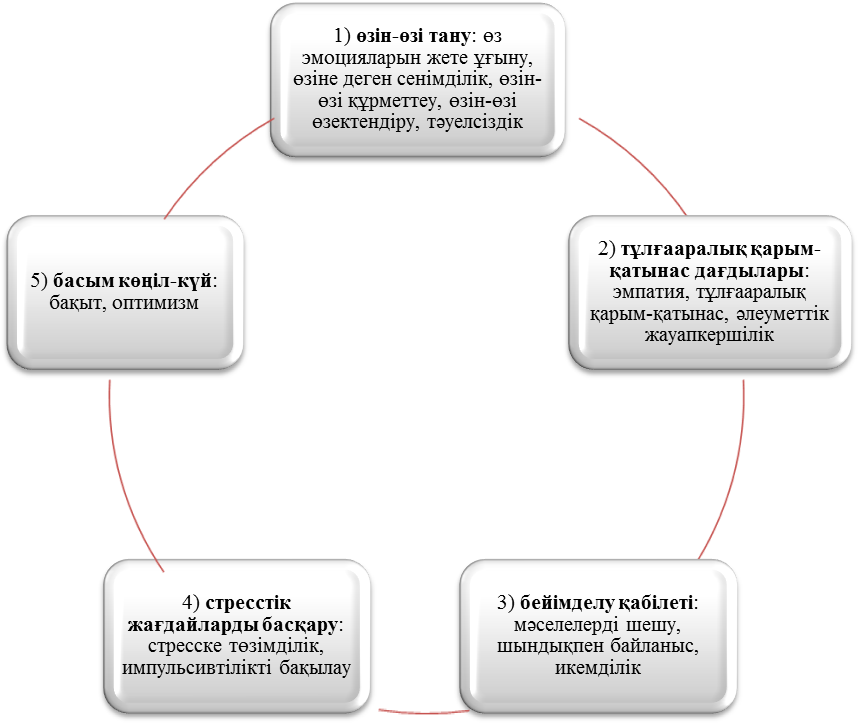 1) өзін-өзі тану: өз
эмоцияларын жете ұғыну,
өзіне деген сенімділік, өзін-
өзі құрметтеу, өзін-өзі
өзектендіру, тәуелсіздік
2) тұлғааралық қарым-
қатынас дағдылары:
эмпатия, тұлғааралық
қарым-қатынас, әлеуметтік
жауапкершілік
3) бейімделу қабілеті:
мәселелерді шешу,
шындықпен байланыс,
икемділік
4) стресстік
жағдайларды басқару:
стресске төзімділік,
импульсивтілікті бақылау
5) басым көңіл-күй:
бақыт, оптимизм